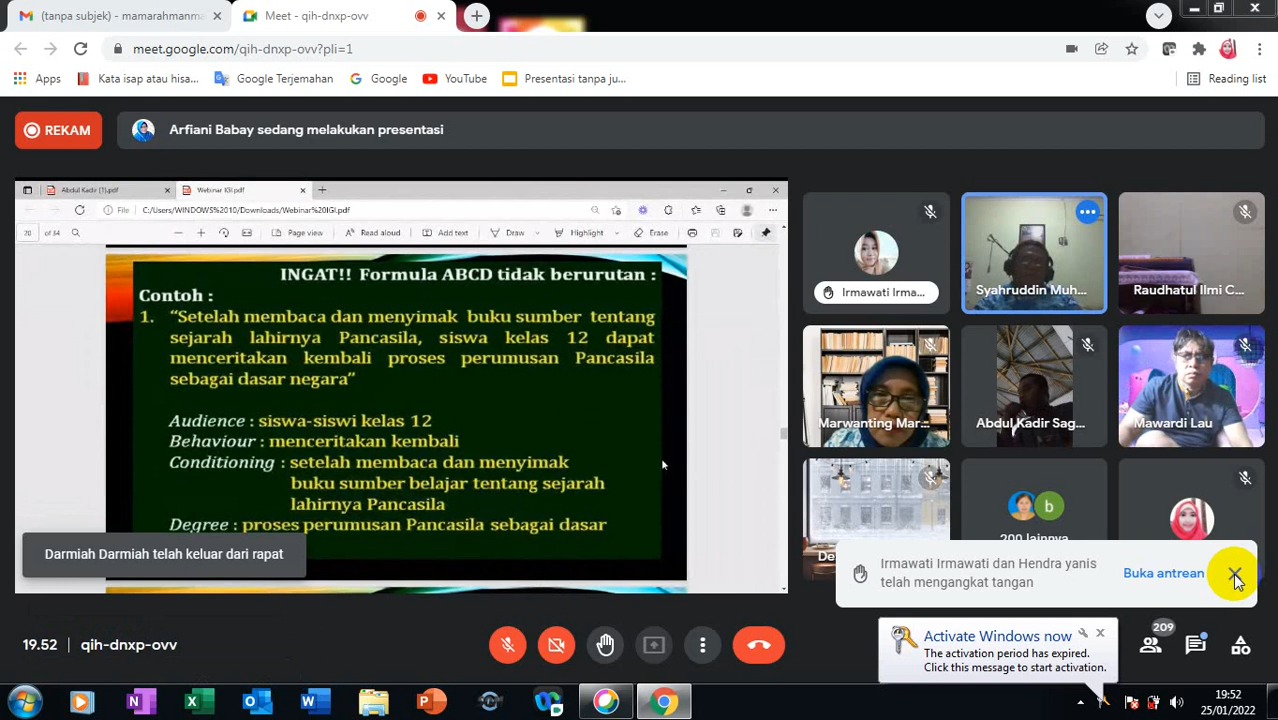 (tanpa subjek) - mamarahmanma
Meet - qih-dnxp-ovv
meet.google.com/qih-dnxp-ovv?pli=1
Apps
Kata isap atau hisa...
Google Terjemahan
Google
YouTube
Presentasi tanpa ju...
Reading list
REKAM
Arfiani Babay sedang melakukan presentasi
Abdul Kadir (1).pdf
Webinar IGI.pdf
File
C:/Users/WINDOWS%2010/Downloads/Webinar%20IGI.pdf
20 of 34
Page view
Read aloud
Add text
Draw
Highlight
Erase
INGAT!! Formula ABCD tidak berurutan :
Contoh :
1. “Setelah membaca dan menyimak buku sumber tentang
sejarah lahirnya Pancasila, siswa kelas 12 dapat
menceritakan kembali proses perumusan Pancasila
sebagai dasar negara”
Audience : siswa-siswi kelas 12
Behaviour : menceritakan kembali
Conditioning : setelah membaca dan menyimak
buku sumber belajar tentang sejarah
lahirnya Pancasila
Degree : proses perumusan Pancasila sebagai dasar
Darmiah Darmiah telah keluar dari rapat
Irmawati Irma...
Syahruddin Muh...
Raudhatul Ilmi C...
Marwanting Mar...
Abdul Kadir Sag...
Mawardi Lau
De
b
200 lainnya
Irmawati Irmawati dan Hendra yanis
telah mengangkat tangan
Buka antrean
19.52
qih-dnxp-ovv
209
Activate Windows now
The activation period has expired.
Click this message to start activation.
19:52
25/01/2022